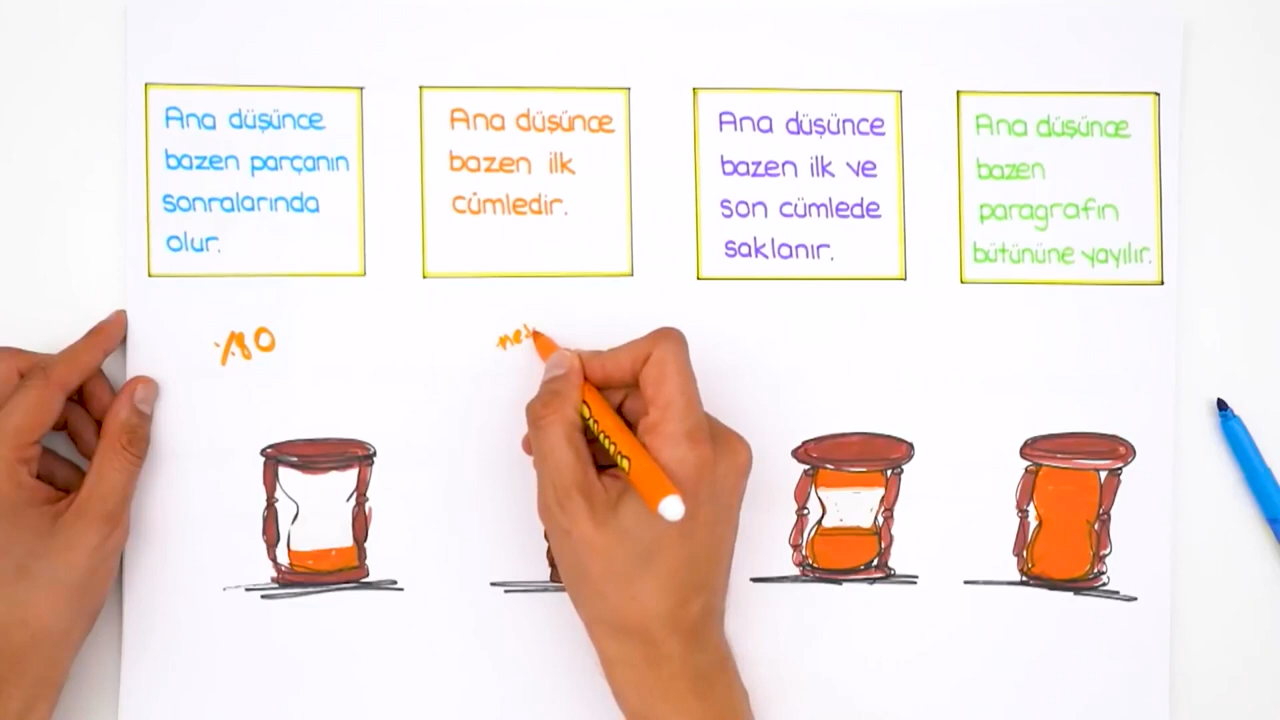 Ana düşünce
bazen parçanın
sonralarında
olur.
Ana düşünce
bazen ilk
cümledir.
Ana düşünce
bazen ilk ve
son cümlede
saklanır.
Ana düşünce
bazen
paragrafın
bütününe yayılır.
%80